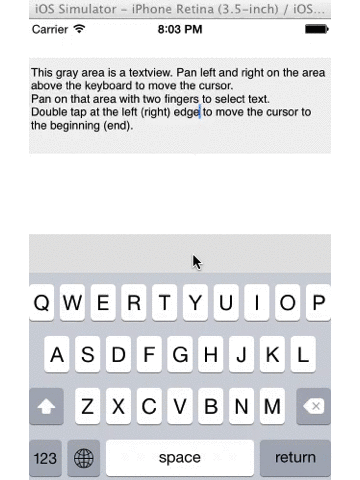 iOS Simulator – iPhone Retina (3.5-inch) / iOS...
Carrier 8:03 PM
This gray area is a textview. Pan left and right on the area
above the keyboard to move the cursor.
Pan on that area with two fingers to select text.
Double tap at the left (right) edge to move the cursor to
the beginning (end).
Q W E R T Y U I O P
A S D F G H J K L
Z X C V B N M
123 space return